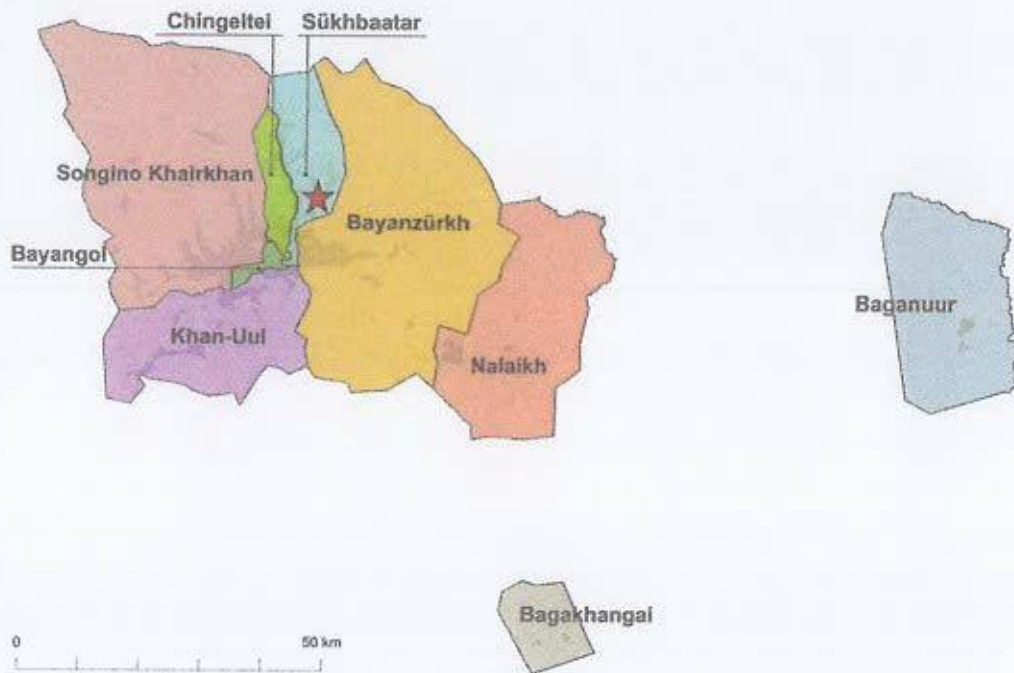 Chingeltei
Sükhbaatar
Songino Khairkhan
Bayanzürkh
Bayangol
Baganuur
Khan-Uul
Nalaikh
Bagakhangai
0
50 km